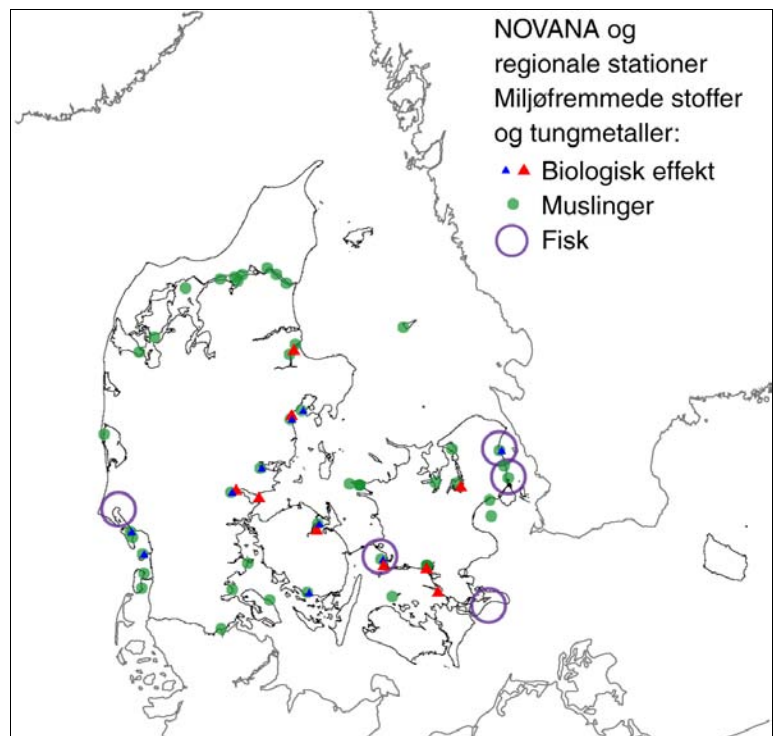 NOVANA og
regionale stationer
Miljøfremmede stoffer
og tungmetaller:
Biologisk effekt
Muslinger
Fisk